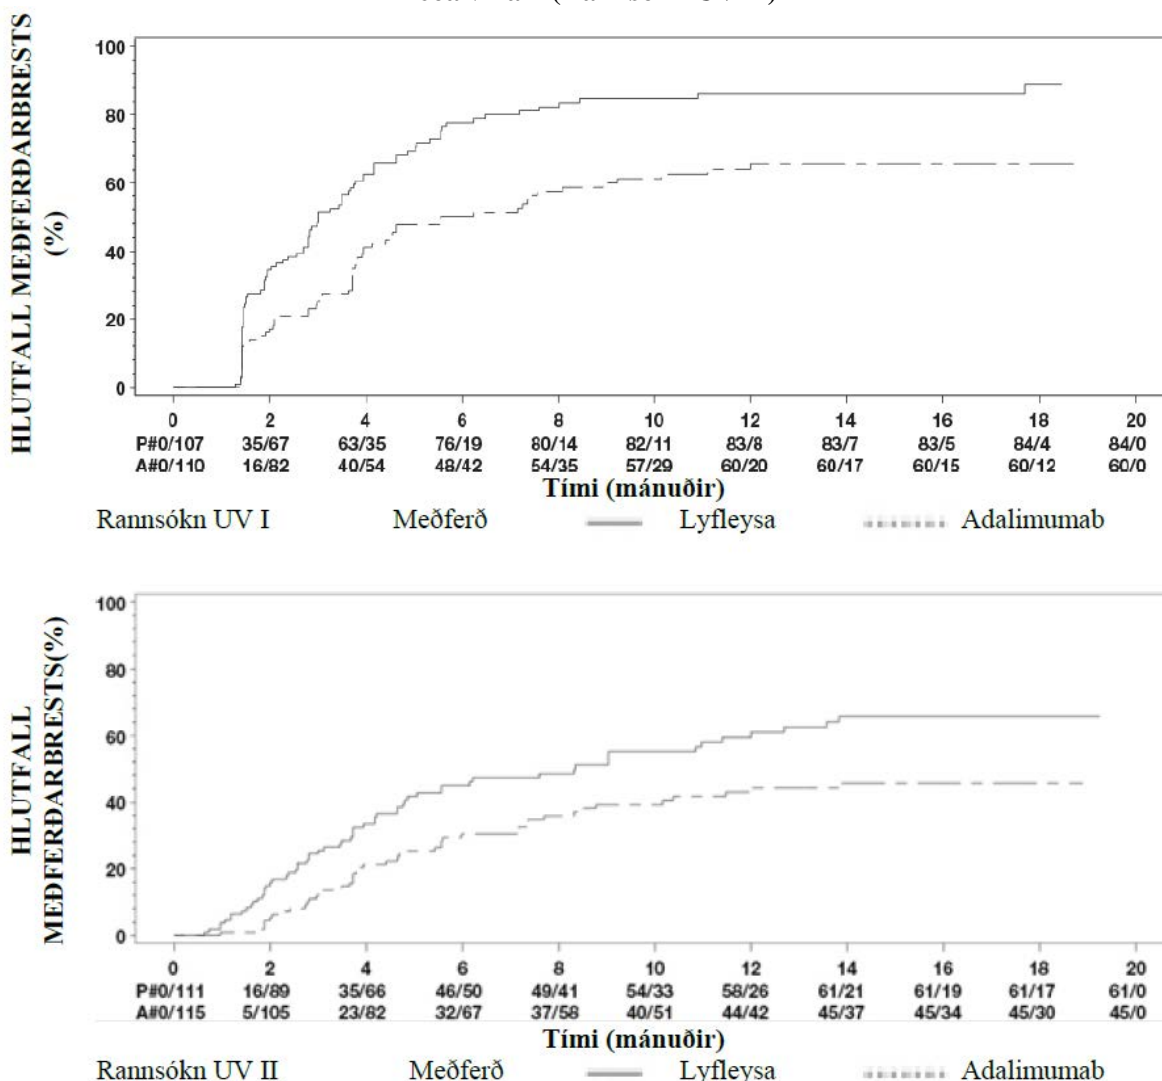 HLUTFALL MEÐFERÐARBRESTS
(%)
100
80
60
40
20
0
0 2 4 6 8 10 12 14 16 18 20
P#0/107 35/67 63/35 76/19 80/14 82/11 83/8 83/7 83/5 84/4 84/0
A#0/110 16/82 40/54 48/42 54/35 57/29 60/20 60/17 60/15 60/12 60/0
Tími (mánuðir)
Rannsókn UV I Meðferð Lyfleysa Adalimumab
HLUTFALL
MEÐFERÐARBRESTS(%)
100
80
60
40
20
0
0 2 4 6 8 10 12 14 16 18 20
P#0/111 16/89 35/66 46/50 49/41 54/33 58/26 61/21 61/19 61/17 61/0
A#0/115 5/105 23/82 32/67 37/58 40/51 44/42 45/37 45/34 45/30 45/0
Tími (mánuðir)
Rannsókn UV II Meðferð Lyfleysa Adalimumab